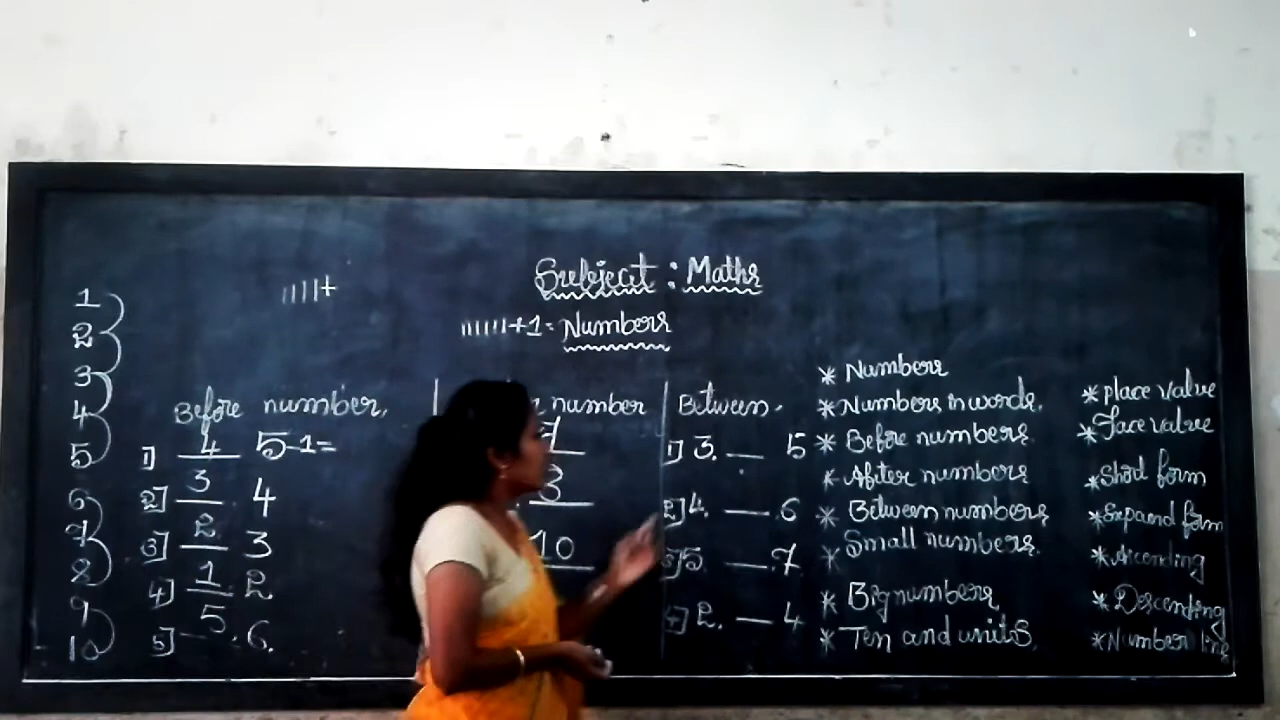 Subject : Maths
Numbers
1
2
3
4
5
6
7
8
9
10
||||+
||||||+1=
Before number,
1] 4 5-1=
2] 3 4
3] 2 3
4] 1 2
5] 5 6.
number
7
3
10
Between.
1] 3. __ 5
2] 4. __ 6
3] 5 __ 7
4] 2. __ 4
* Numbers
* Numbers in words.
* Before numbers
* After numbers
* Between numbers
* Small numbers.
* Big numbers
* Ten and units
* place value
* Face value
* Short form
* Expand form
* Ascending
* Descending
* Number line